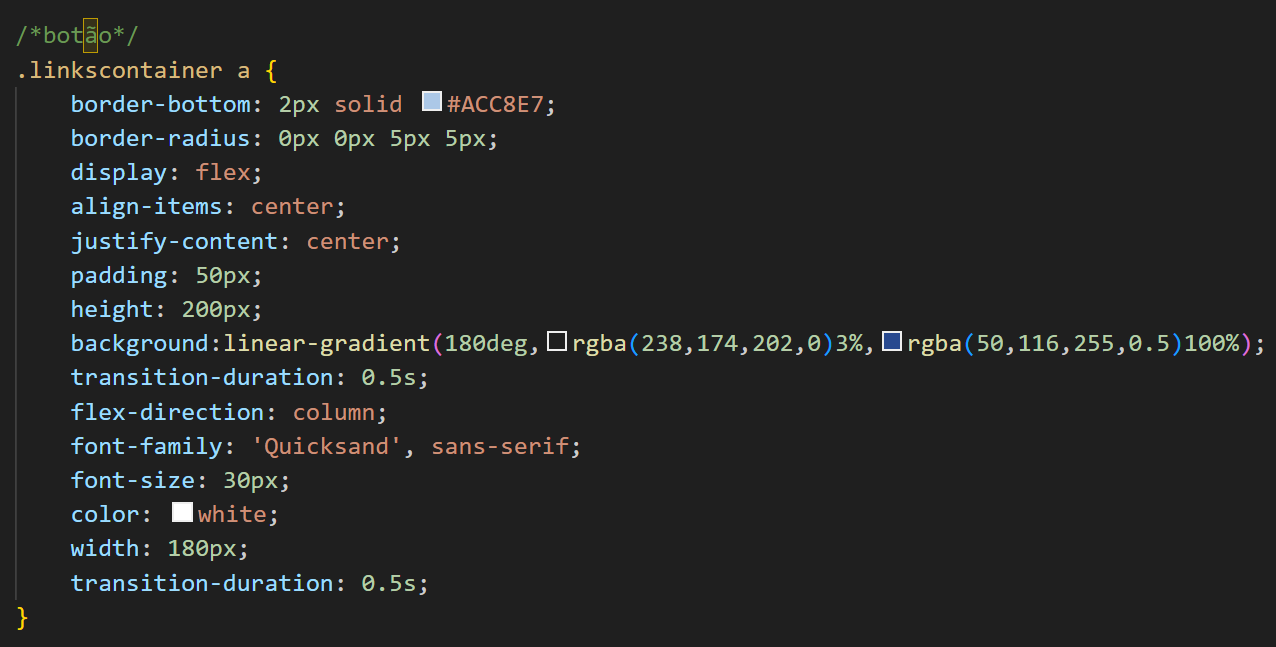 /*botão*/
.linkscontainer a {
    border-bottom: 2px solid #ACC8E7;
    border-radius: 0px 0px 5px 5px;
    display: flex;
    align-items: center;
    justify-content: center;
    padding: 50px;
    height: 200px;
    background:linear-gradient(180deg,rgba(238,174,202,0)3%,rgba(50,116,255,0.5)100%);
    transition-duration: 0.5s;
    flex-direction: column;
    font-family: 'Quicksand', sans-serif;
    font-size: 30px;
    color: white;
    width: 180px;
    transition-duration: 0.5s;
}